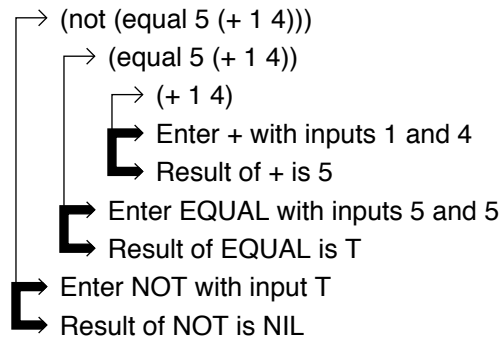 (not (equal 5 (+ 1 4)))
(equal 5 (+ 1 4))
(+ 1 4)
Enter + with inputs 1 and 4
Result of + is 5
Enter EQUAL with inputs 5 and 5
Result of EQUAL is T
Enter NOT with input T
Result of NOT is NIL